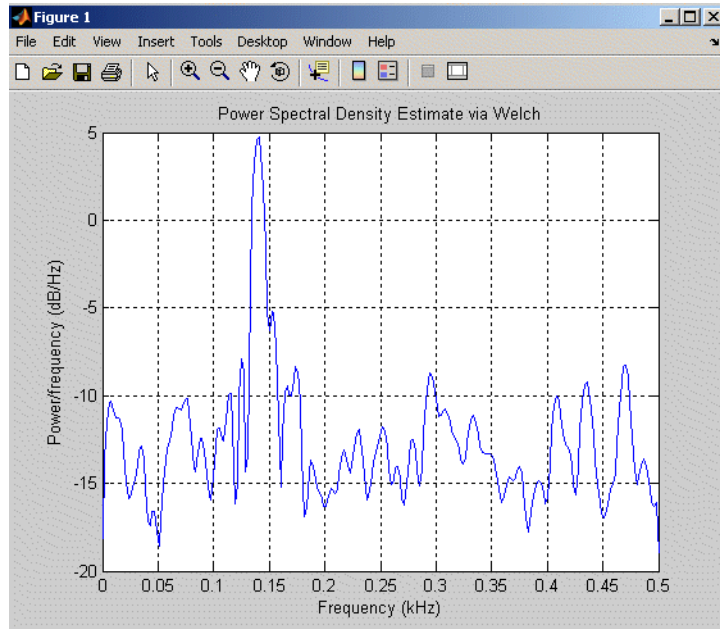 Figure 1
File Edit View Insert Tools Desktop Window Help
Power Spectral Density Estimate via Welch
Power/frequency (dB/Hz)
5
0
-5
-10
-15
-20
0 0.05 0.1 0.15 0.2 0.25 0.3 0.35 0.4 0.45 0.5
Frequency (kHz)